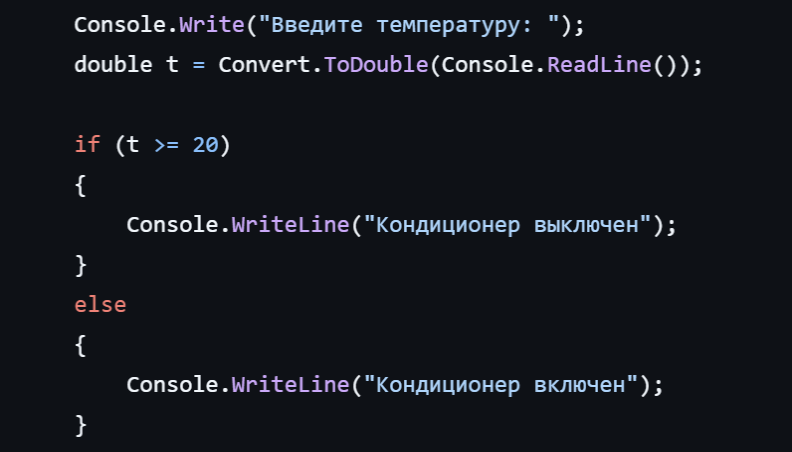 Console.Write("Введите температуру: ");
double t = Convert.ToDouble(Console.ReadLine());
if (t >= 20)
{
Console.WriteLine("Кондиционер выключен");
}
else
{
Console.WriteLine("Кондиционер включен");
}